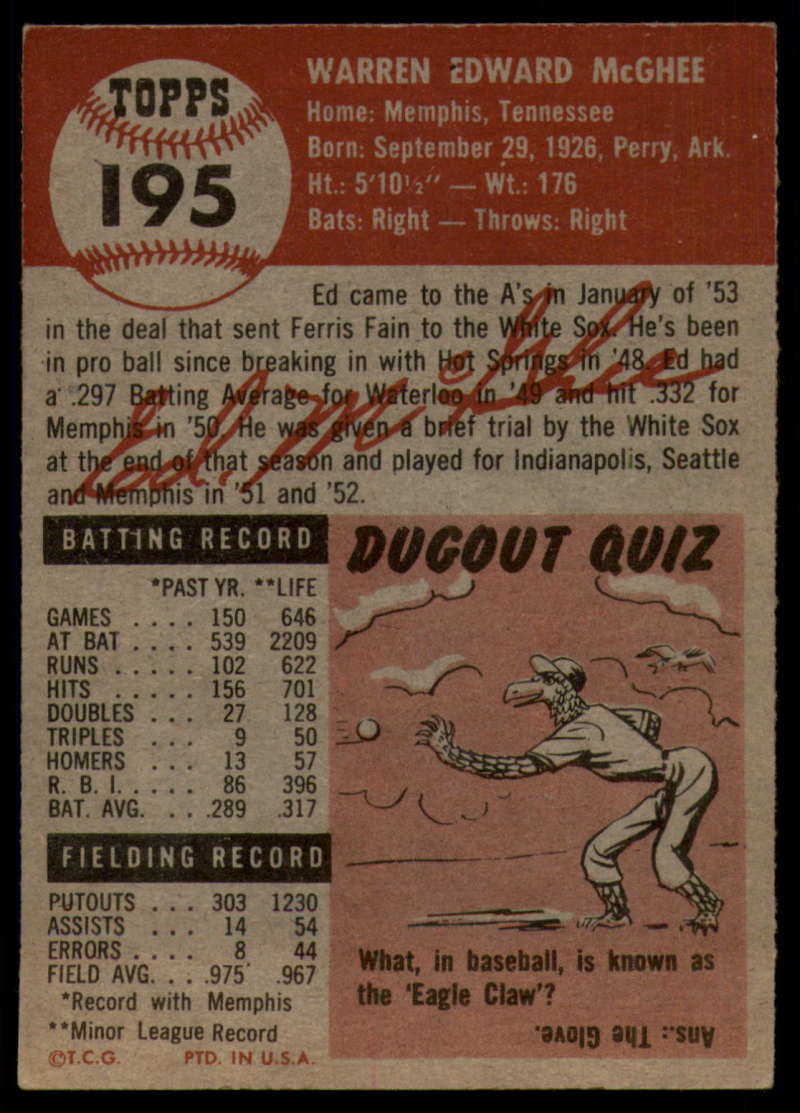 TOPPS
195
WARREN EDWARD McGHEE
Home: Memphis, Tennessee
Born: September 29, 1926, Perry, Ark.
Ht.: 5'10½" — Wt.: 176
Bats: Right — Throws: Right
Ed came to the A's in January of '53
in the deal that sent Ferris Fain to the White Sox. He's been
in pro ball since breaking in with Hot Springs in '48. Ed had
a .297 Batting Average for Waterloo in '49 and hit .332 for
Memphis in '50. He was given a brief trial by the White Sox
at the end of that season and played for Indianapolis, Seattle
and Memphis in '51 and '52.
Ed McGhee
BATTING RECORD
*PAST YR. **LIFE
GAMES .... 150 646
AT BAT .... 539 2209
RUNS ..... 102 622
HITS ..... 156 701
DOUBLES ... 27 128
TRIPLES ... 9 50
HOMERS ... 13 57
R. B. I. .... 86 396
BAT. AVG. ... .289 .317
FIELDING RECORD
PUTOUTS ... 303 1230
ASSISTS ... 14 54
ERRORS .... 8 44
FIELD AVG. ... .975 .967
*Record with Memphis
**Minor League Record
©T.C.G. PTD. IN U.S.A.
DUGOUT QUIZ
What, in baseball, is known as
the 'Eagle Claw'?
Ans.: The Glove.